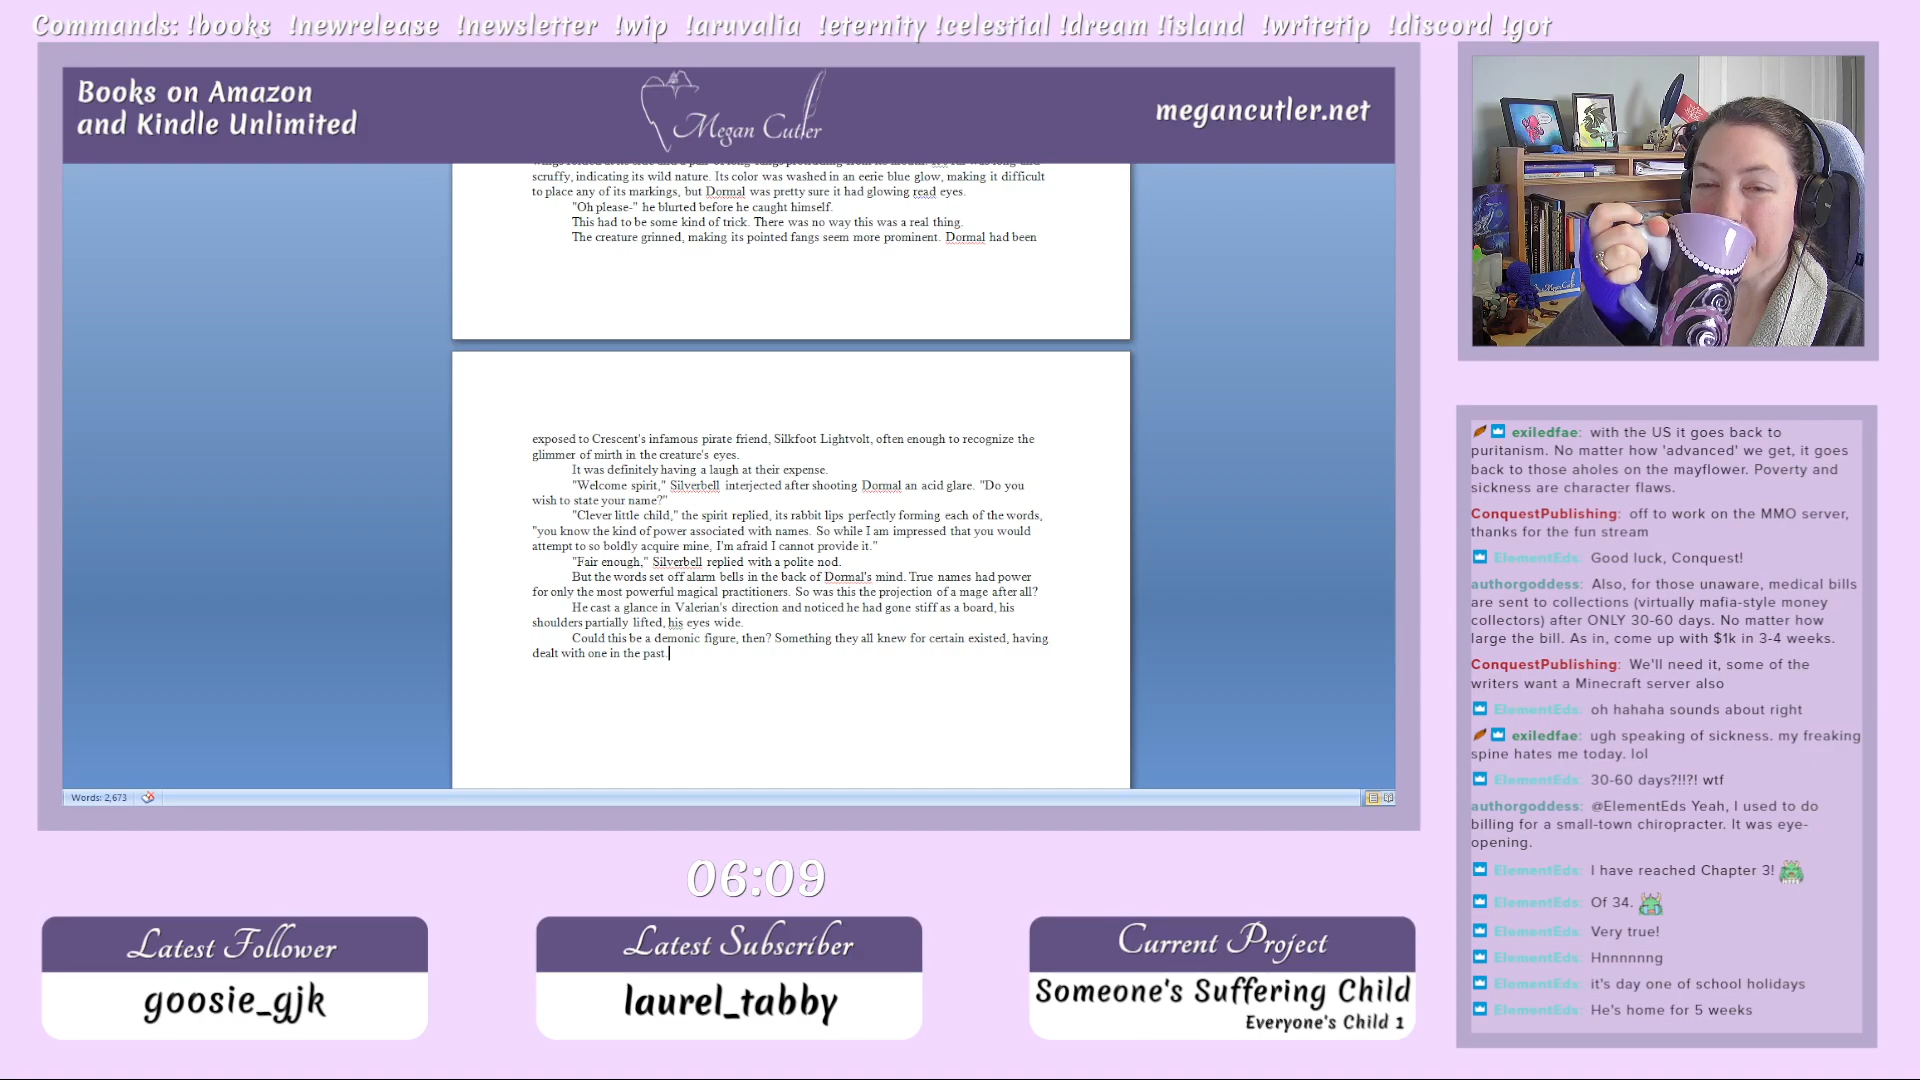 Commands: !books !newrelease !newsletter !wip !aruvalia !eternity !celestial !dream !island !writetip !discord !got
Books on Amazon
and Kindle Unlimited
Megan Cutler
megancutler.net
scruffy, indicating its wild nature. Its color was washed in an eerie blue glow, making it difficult
to place any of its markings, but Dormal was pretty sure it had glowing read eyes.
"Oh please-" he blurted before he caught himself.
This had to be some kind of trick. There was no way this was a real thing.
The creature grinned, making its pointed fangs seem more prominent. Dormal had been
exposed to Crescent's infamous pirate friend, Silkfoot Lightvolt, often enough to recognize the
glimmer of mirth in the creature's eyes.
It was definitely having a laugh at their expense.
"Welcome spirit," Silverbell interjected after shooting Dormal an acid glare. "Do you
wish to state your name?"
"Clever little child," the spirit replied, its rabbit lips perfectly forming each of the words,
"you know the kind of power associated with names. So while I am impressed that you would
attempt to so boldly acquire mine, I'm afraid I cannot provide it."
"Fair enough," Silverbell replied with a polite nod.
But the words set off alarm bells in the back of Dormal's mind. True names had power
for only the most powerful magical practitioners. So was this the projection of a mage after all?
He cast a glance in Valerian's direction and noticed he had gone stiff as a board, his
shoulders partially lifted, his eyes wide.
Could this be a demonic figure, then? Something they all knew for certain existed, having
dealt with one in the past.
Words: 2,673
exiledfae: with the US it goes back to
puritanism. No matter how 'advanced' we get, it goes
back to those aholes on the mayflower. Poverty and
sickness are character flaws.
ConquestPublishing: off to work on the MMO server,
thanks for the fun stream
ElementEds: Good luck, Conquest!
authorgoddess: Also, for those unaware, medical bills
are sent to collections (virtually mafia-style money
collectors) after ONLY 30-60 days. No matter how
large the bill. As in, come up with $1k in 3-4 weeks.
ConquestPublishing: We'll need it, some of the
writers want a Minecraft server also
ElementEds: oh hahaha sounds about right
exiledfae: ugh speaking of sickness. my freaking
spine hates me today. lol
ElementEds: 30-60 days?!!?! wtf
authorgoddess: @ElementEds Yeah, I used to do
billing for a small-town chiropracter. It was eye-
opening.
ElementEds: I have reached Chapter 3!
ElementEds: Of 34.
ElementEds: Very true!
ElementEds: Hnnnnnng
ElementEds: it's day one of school holidays
ElementEds: He's home for 5 weeks
06:09
Latest Follower
goosie_gjk
Latest Subscriber
laurel_tabby
Current Project
Someone's Suffering Child
Everyone's Child 1